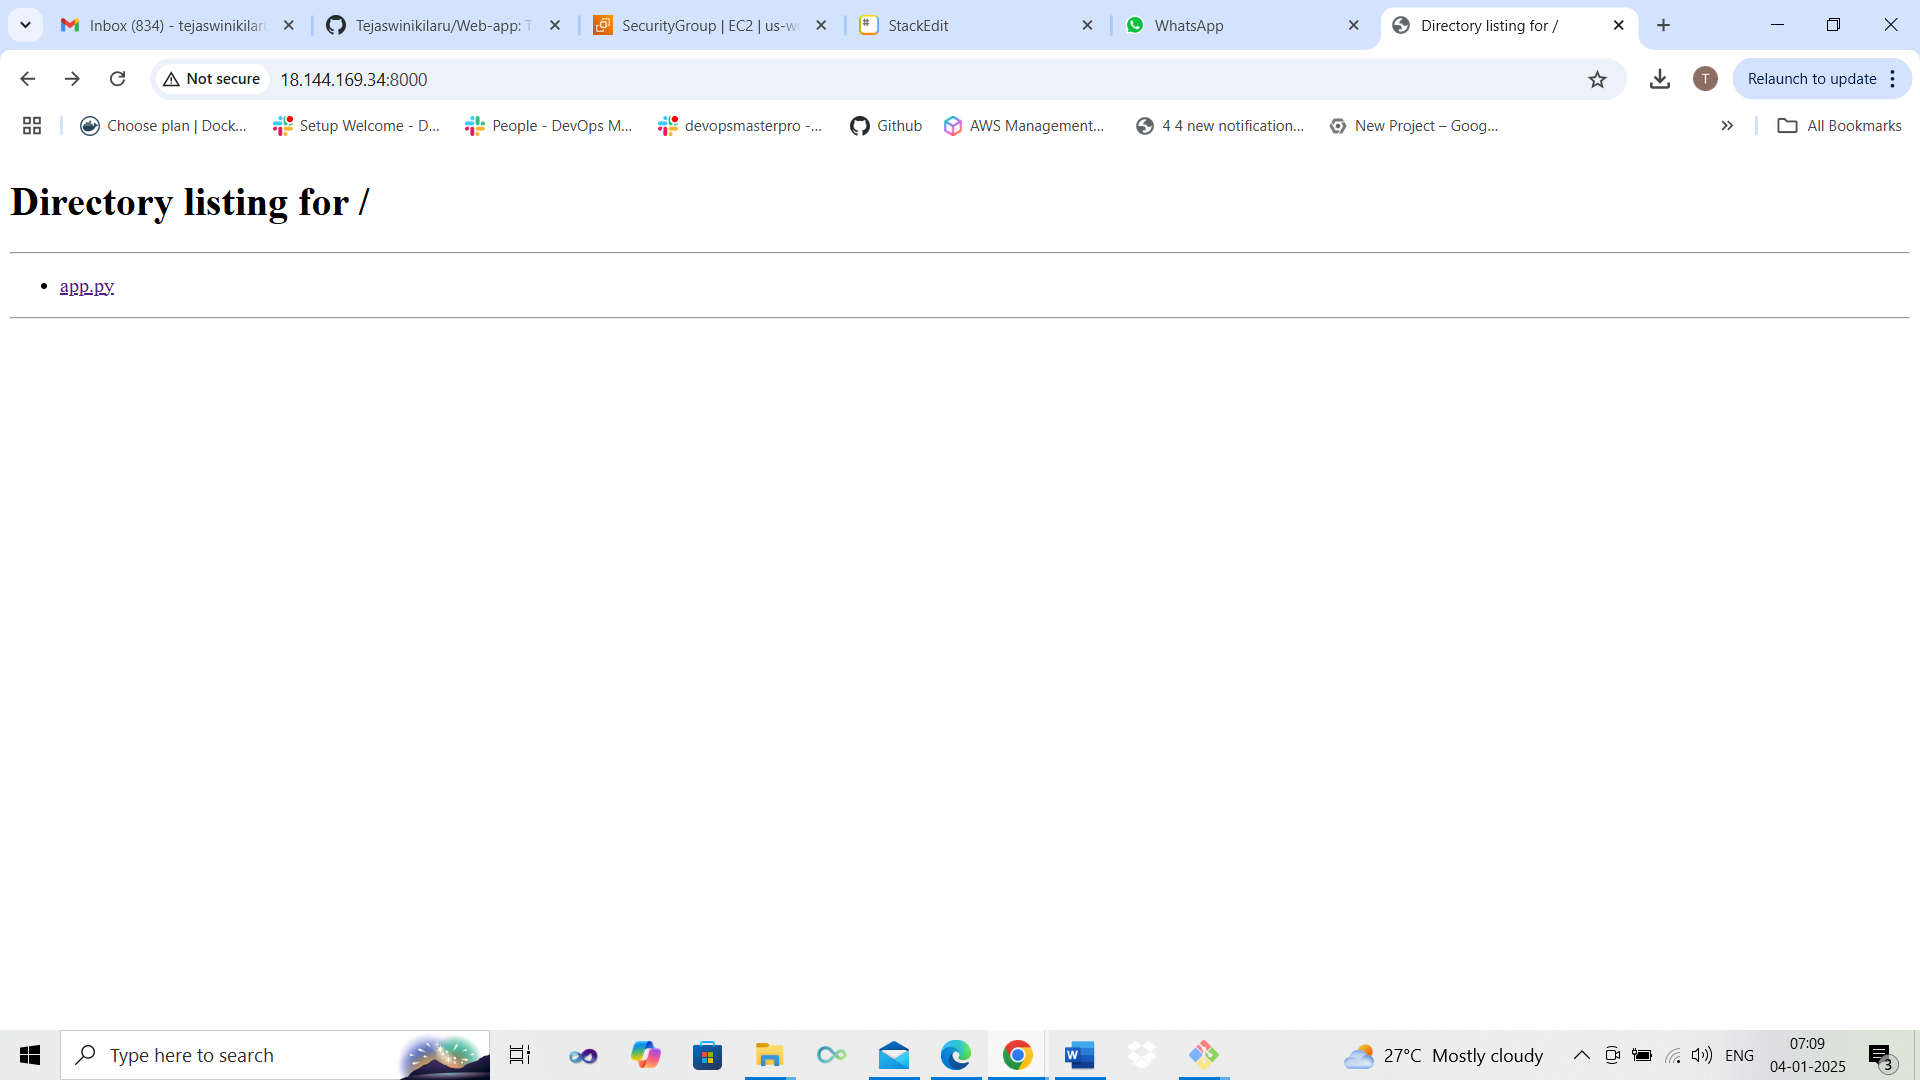 Inbox (834) - tejaswinikilaru
Tejaswinikilaru/Web-app: T
SecurityGroup | EC2 | us-we
StackEdit
WhatsApp
Directory listing for /
Not secure
18.144.169.34:8000
T
Relaunch to update
Choose plan | Dock...
Setup Welcome - D...
People - DevOps M...
devopsmasterpro -...
Github
AWS Management...
4 4 new notification...
New Project – Goog...
All Bookmarks
Directory listing for /
app.py
Type here to search
27°C Mostly cloudy
ENG
07:09
04-01-2025
3